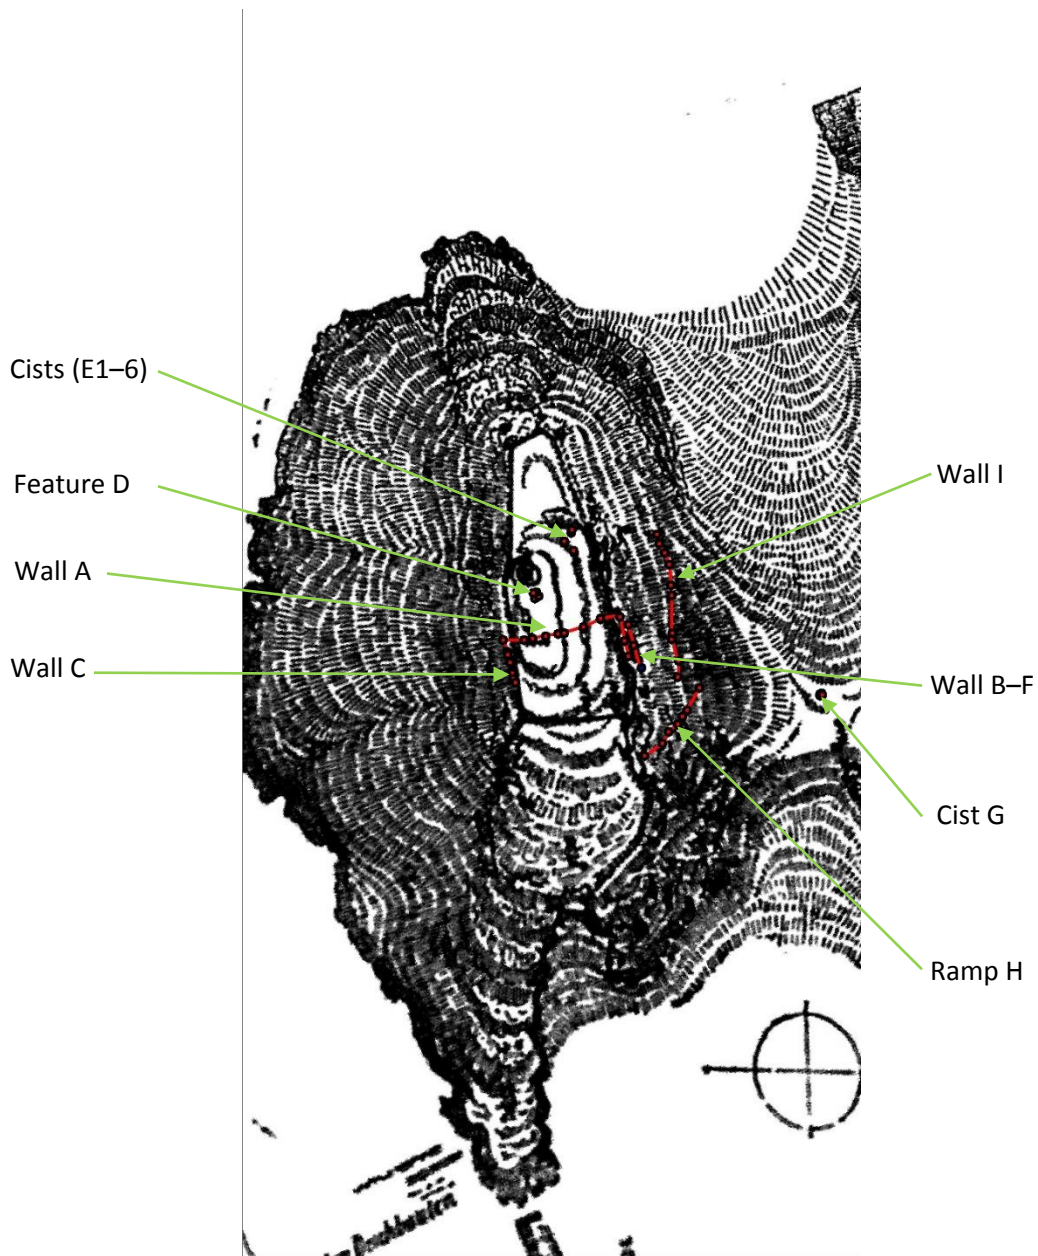 Cists (E1–6)
Feature D
Wall I
Wall A
Wall C
Wall B–F
Cist G
Ramp H